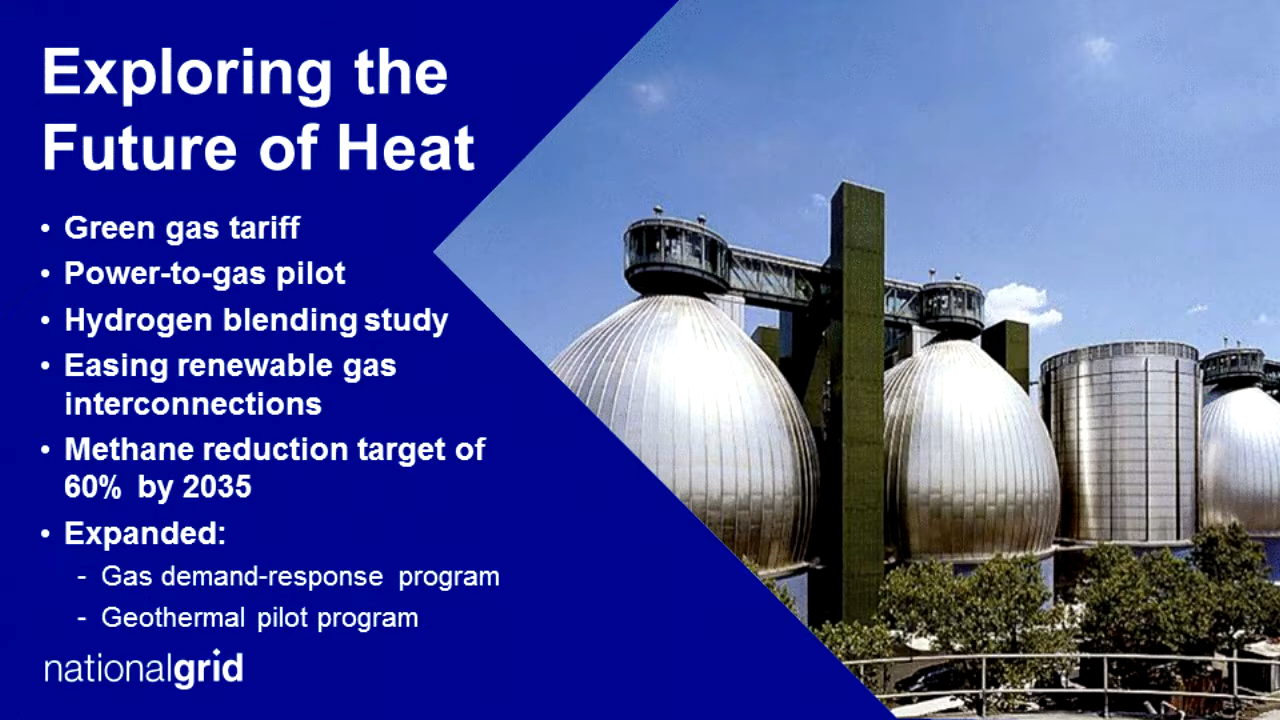 Exploring the
Future of Heat
• Green gas tariff
• Power-to-gas pilot
• Hydrogen blending study
• Easing renewable gas
interconnections
• Methane reduction target of
60% by 2035
• Expanded:
- Gas demand-response program
- Geothermal pilot program
nationalgrid